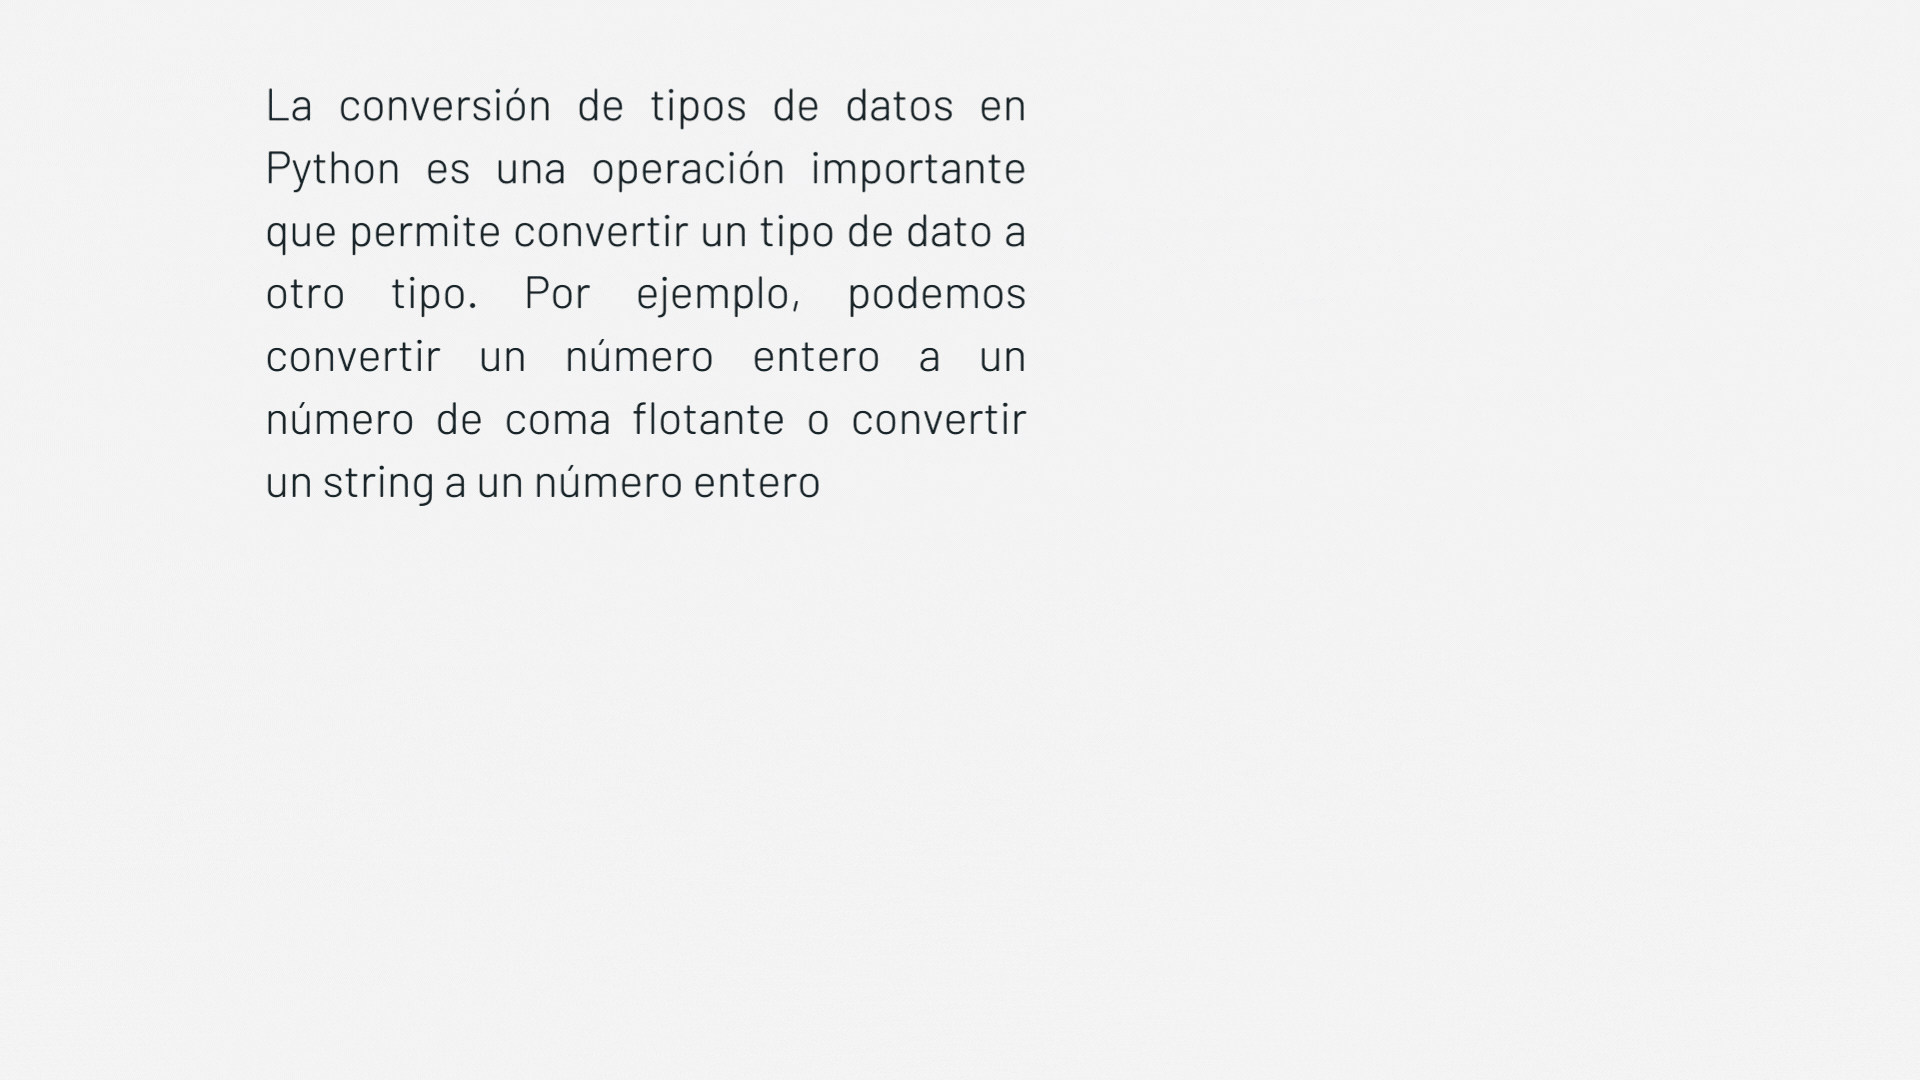 La conversión de tipos de datos en
Python es una operación importante
que permite convertir un tipo de dato a
otro tipo. Por ejemplo, podemos
convertir un número entero a un
número de coma flotante o convertir
un string a un número entero